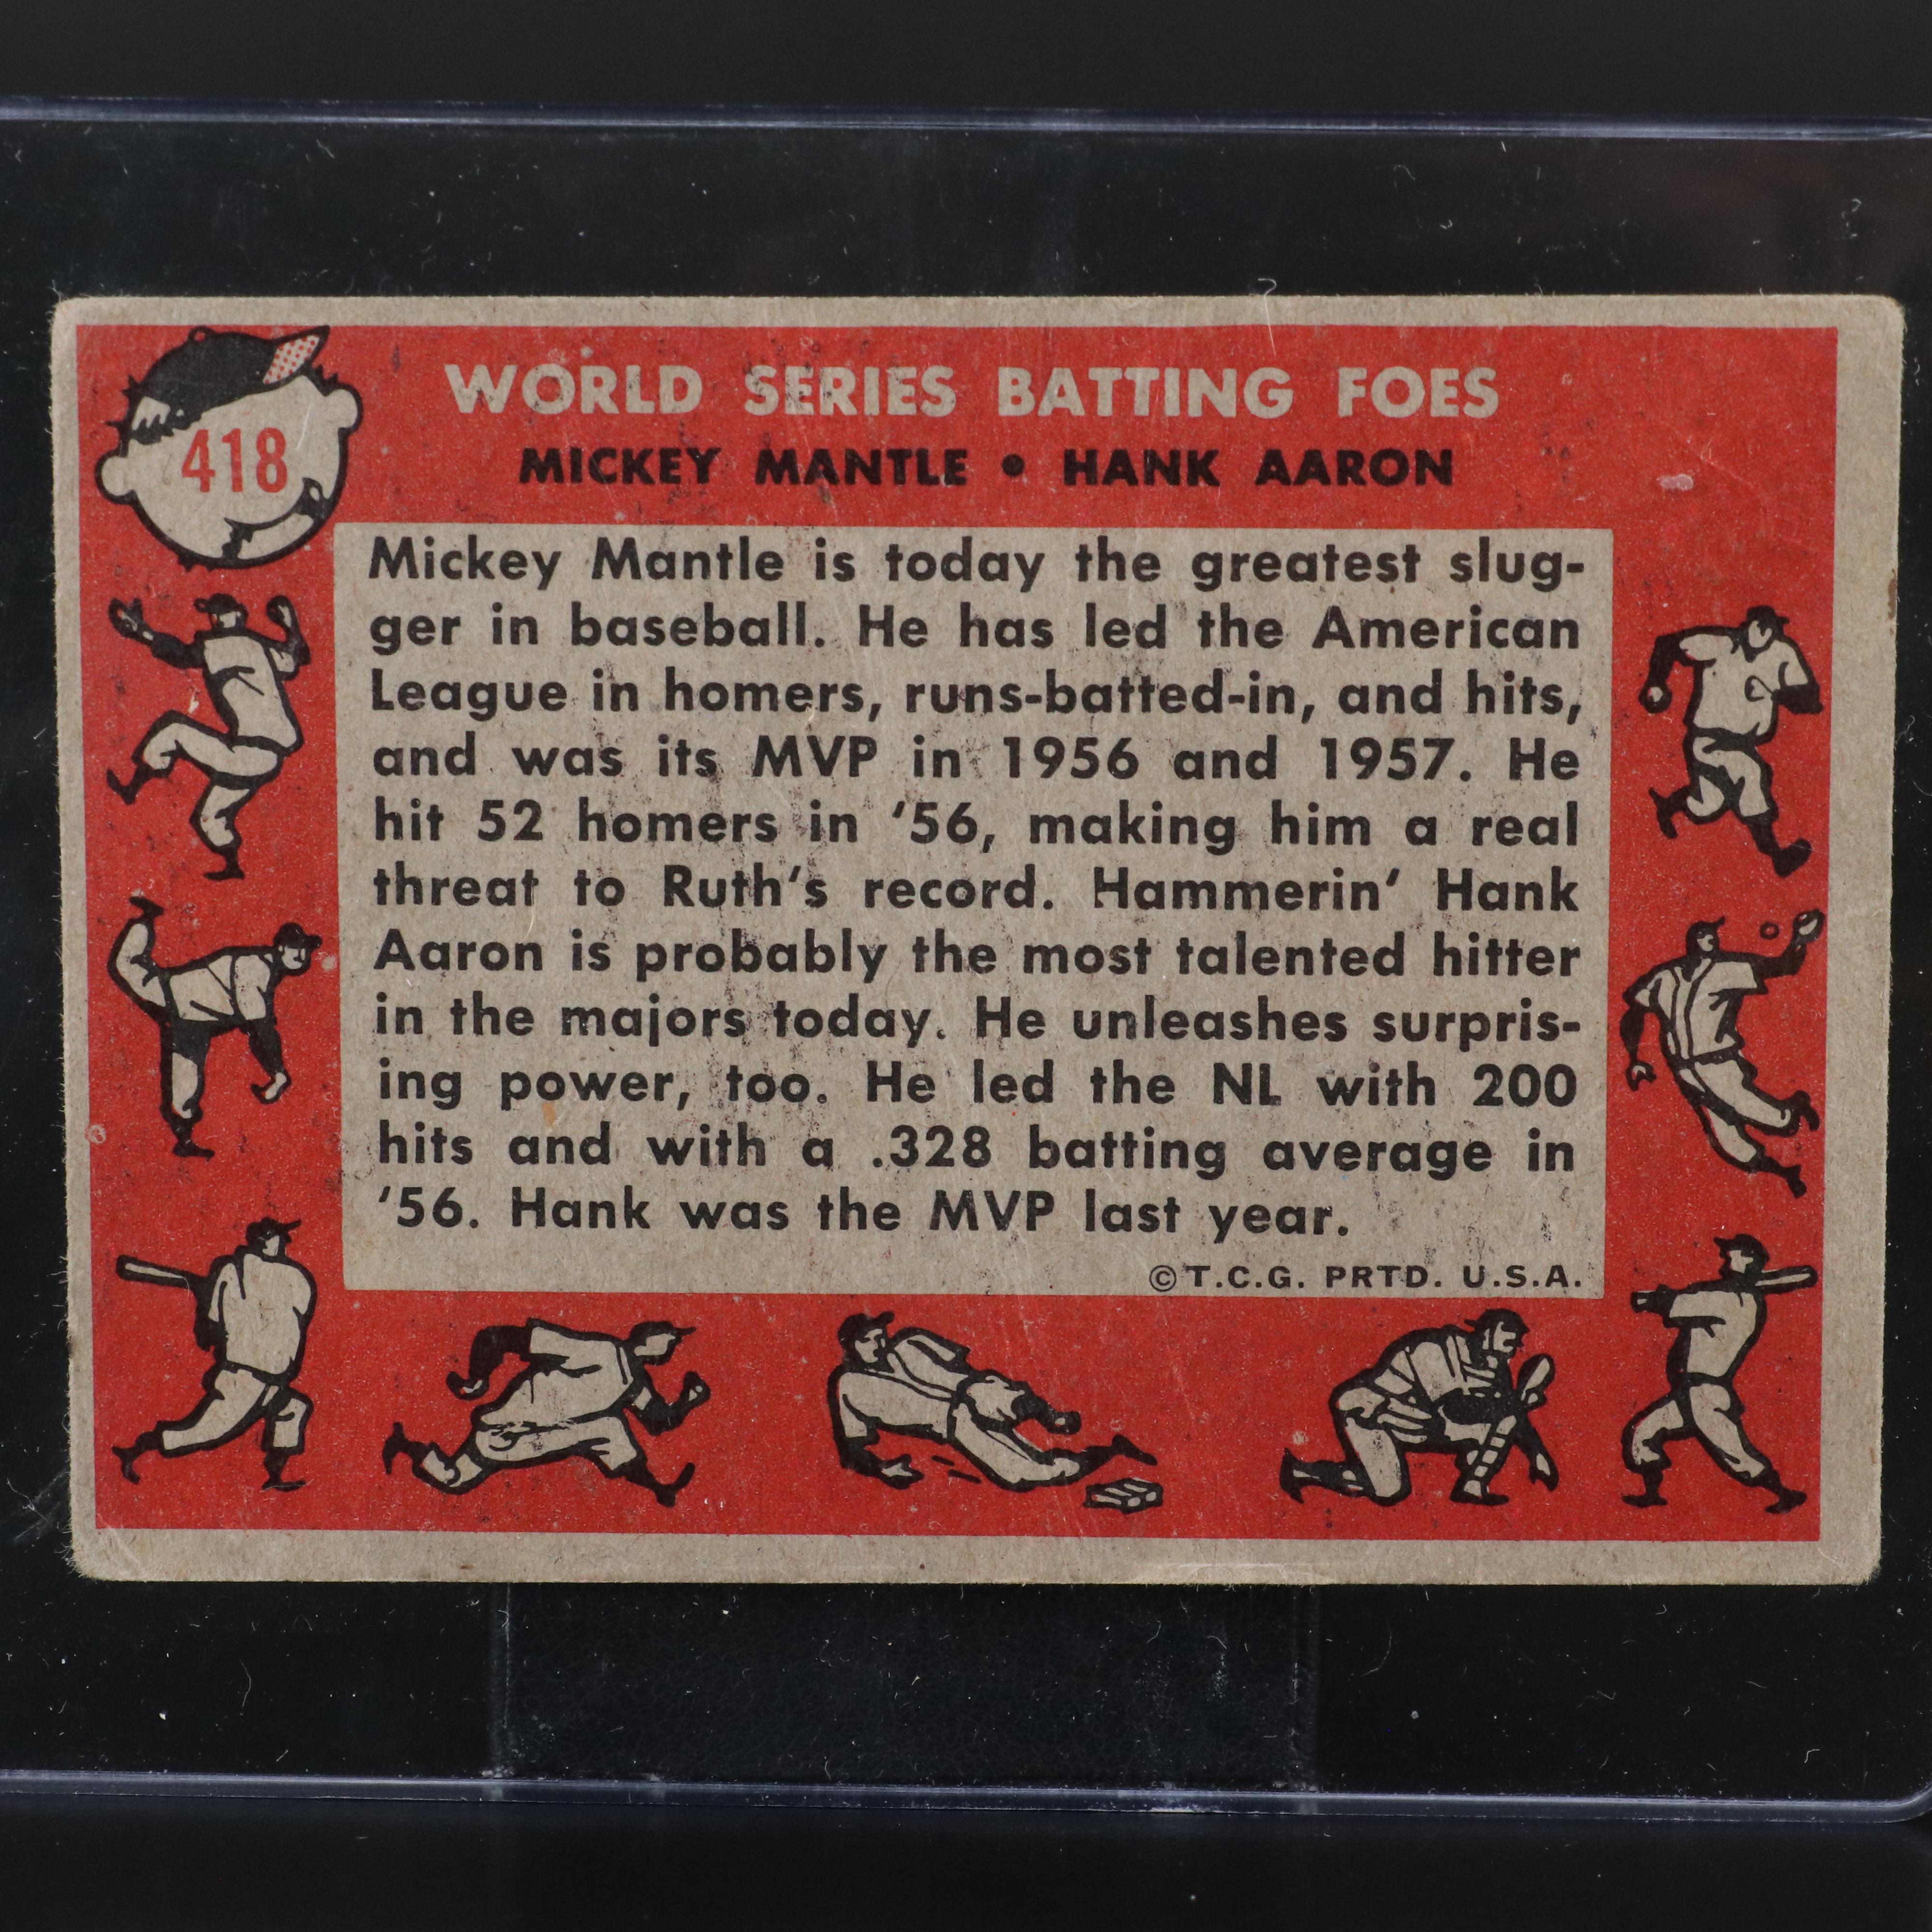 418
WORLD SERIES BATTING FOES
MICKEY MANTLE • HANK AARON
Mickey Mantle is today the greatest slug-
ger in baseball. He has led the American
League in homers, runs-batted-in, and hits,
and was its MVP in 1956 and 1957. He
hit 52 homers in '56, making him a real
threat to Ruth's record. Hammerin' Hank
Aaron is probably the most talented hitter
in the majors today. He unleashes surpris-
ing power, too. He led the NL with 200
hits and with a .328 batting average in
'56. Hank was the MVP last year.
© T.C.G. PRTD. U.S.A.